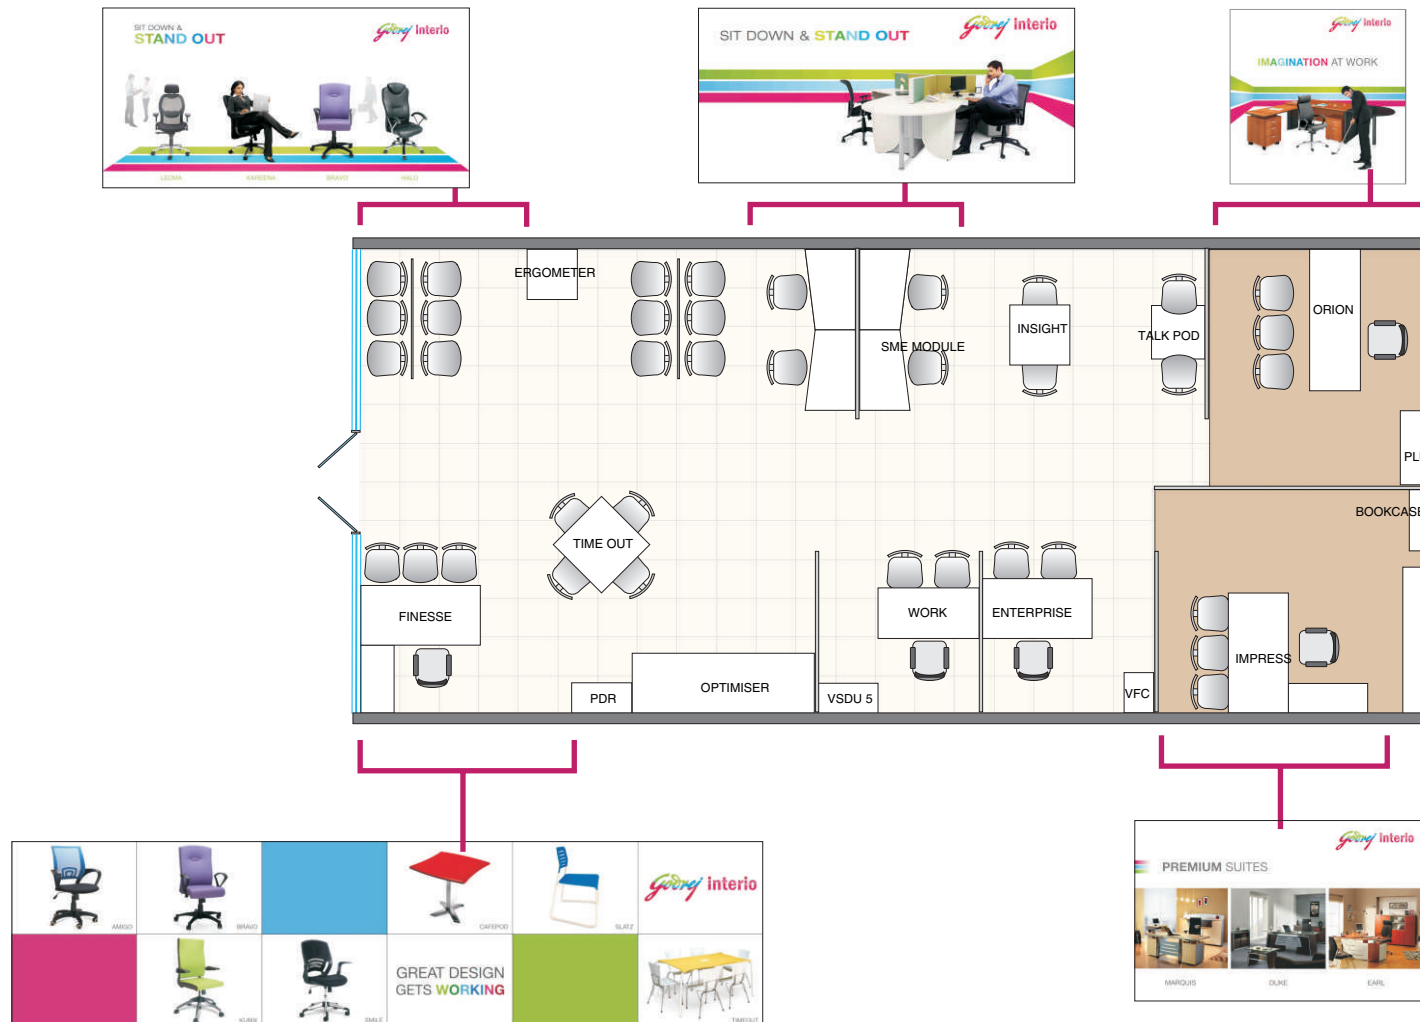 SIT DOWN &
STAND OUT
Godrej Interio
LEOMA
KAREENA
BRAVO
HALO
SIT DOWN & STAND OUT
Godrej Interio
Godrej Interio
IMAGINATION AT WORK
ERGOMETER
SME MODULE
INSIGHT
TALK POD
ORION
BOOKCASE
TIME OUT
FINESSE
WORK
ENTERPRISE
IMPRESS
PDR
OPTIMISER
VSDU 5
VFC
AMIGO
BRAVO
CAFEPOD
SLATZ
Godrej Interio
SMILE
GREAT DESIGN
GETS WORKING
TIMEOUT
Godrej Interio
PREMIUM SUITES
MARQUIS
DUKE
EARL